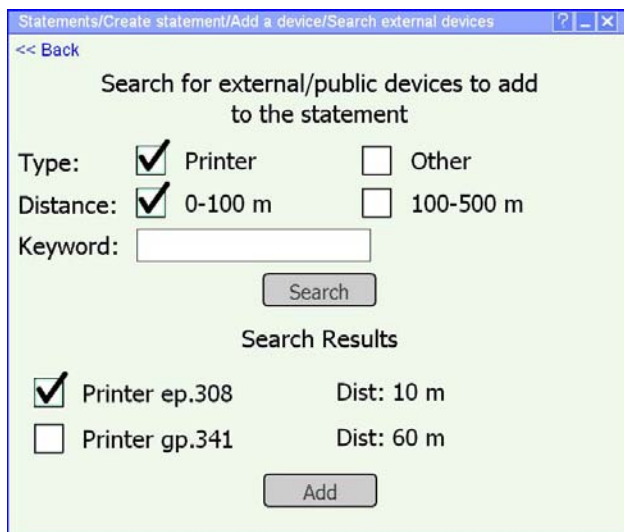 Statements/Create statement/Add a device/Search external devices ?
<< Back
Search for external/public devices to add
to the statement
Type: Printer Other
Distance: 0-100 m 100-500 m
Keyword:
Search
Search Results
Printer ep.308 Dist: 10 m
Printer gp.341 Dist: 60 m
Add